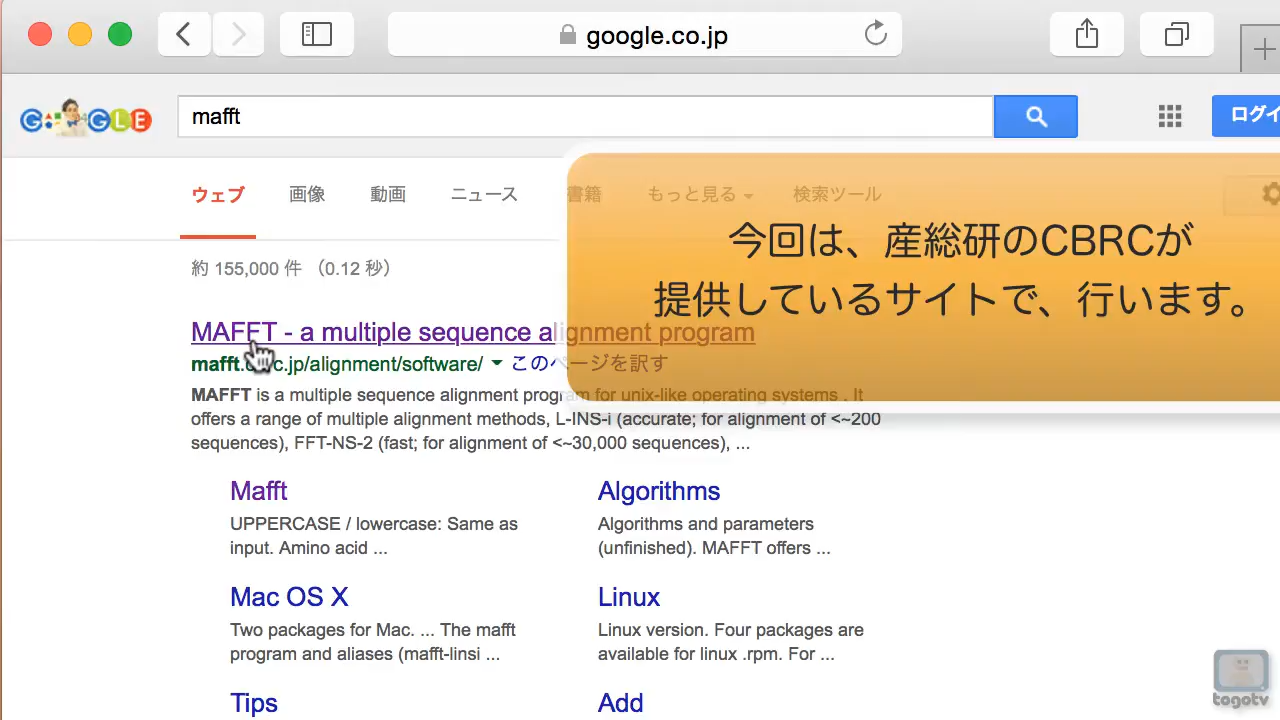 google.co.jp
mafft
ログイ
ウェブ 画像 動画 ニュース 書籍 もっと見る 検索ツール
約 155,000 件 (0.12 秒)
今回は、産総研のCBRCが
提供しているサイトで、行います。
MAFFT - a multiple sequence alignment program
mafft.cbrc.jp/alignment/software/ このページを訳す
MAFFT is a multiple sequence alignment program for unix-like operating systems . It
offers a range of multiple alignment methods, L-INS-i (accurate; for alignment of <~200
sequences), FFT-NS-2 (fast; for alignment of <~30,000 sequences), ...
Mafft
UPPERCASE / lowercase: Same as
input. Amino acid ...
Algorithms
Algorithms and parameters
(unfinished). MAFFT offers ...
Mac OS X
Two packages for Mac. ... The mafft
program and aliases (mafft-linsi ...
Linux
Linux version. Four packages are
available for linux .rpm. For ...
Tips
Add
togotv